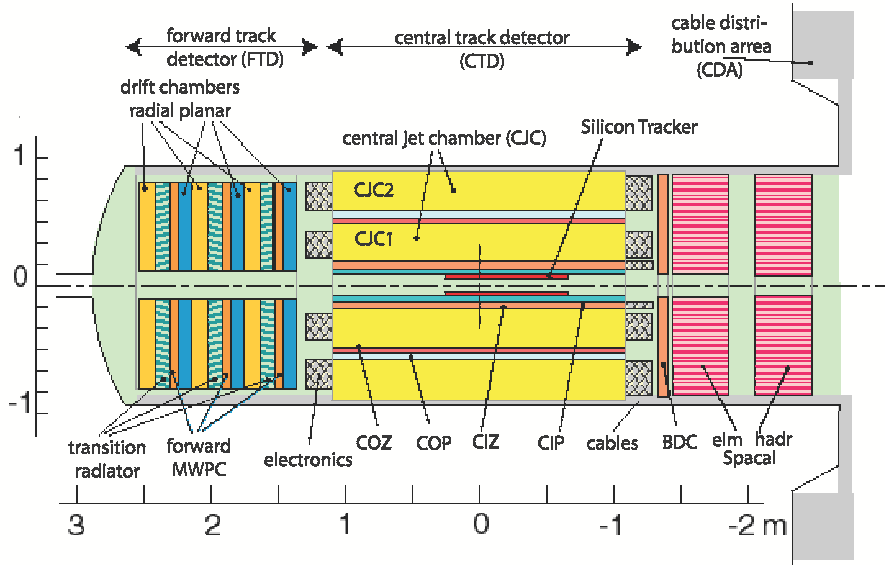 forward track
detector (FTD)
central track detector
(CTD)
cable distri-
bution arrea
(CDA)
drift chambers
radial planar
central jet chamber (CJC)
Silicon Tracker
1
0
-1
CJC2
CJC1
transition
radiator
forward
MWPC
electronics
COZ
COP
CIZ
CIP
cables
BDC
elm hadr
Spacal
3 2 1 0 -1 -2 m